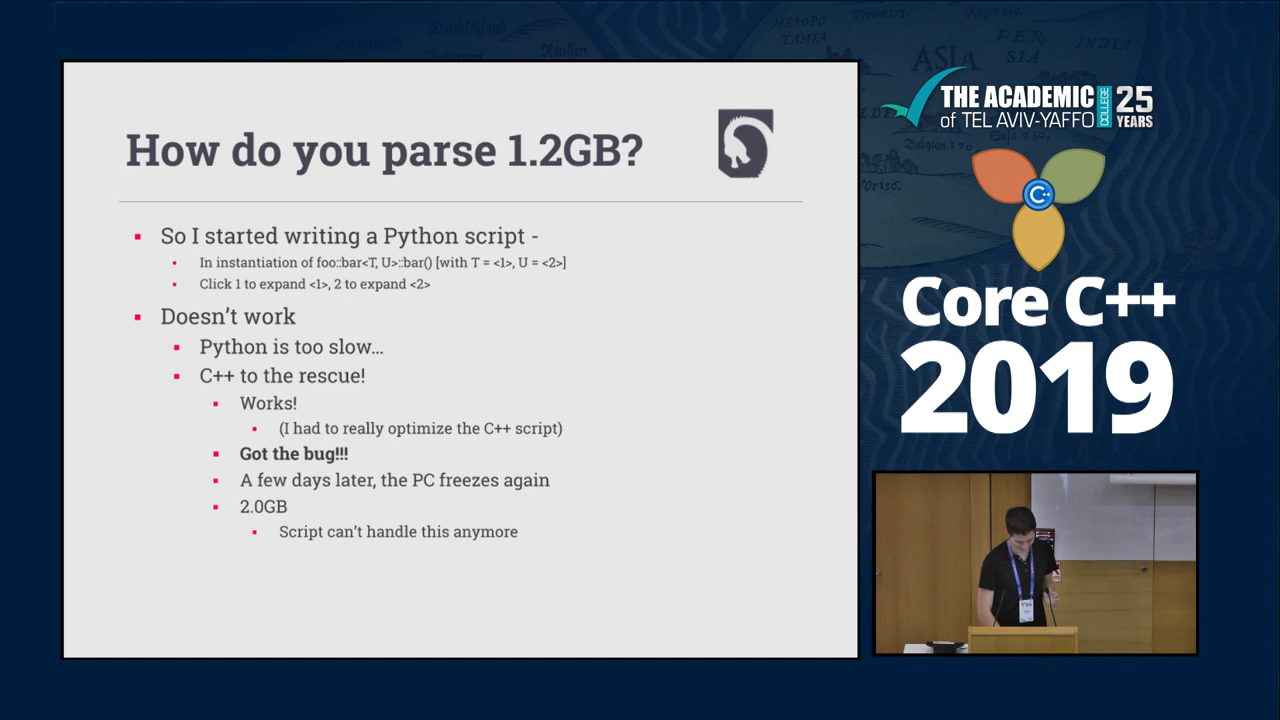 Deutschland
Reussen
MESOPO
TAMIA
ASIA
PER
SIA
INDIA
THE ACADEMIC
of TEL AVIV-YAFFO
COLLEGE
25
YEARS
How do you parse 1.2GB?
So I started writing a Python script -
In instantiation of foo::bar<T, U>::bar() [with T = <1>, U = <2>]
Click 1 to expand <1>, 2 to expand <2>
Doesn't work
Python is too slow...
C++ to the rescue!
Works!
(I had to really optimize the C++ script)
Got the bug!!!
A few days later, the PC freezes again
2.0GB
Script can't handle this anymore
C++
Core C++
2019